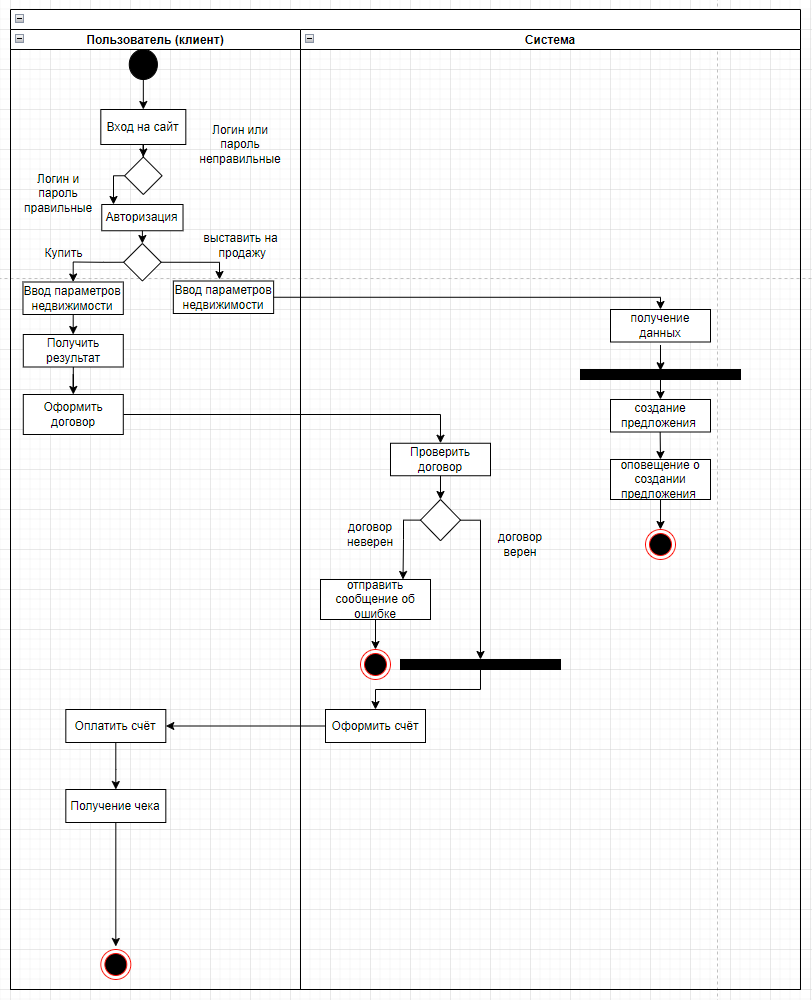 Пользователь (клиент)
Система
Вход на сайт
Логин или
пароль
неправильные
Логин и
пароль
правильные
Авторизация
Купить
выставить на
продажу
Ввод параметров
недвижимости
Ввод параметров
недвижимости
получение
данных
Получить
результат
Оформить
договор
создание
предложения
Проверить
договор
оповещение о
создании
предложения
договор
неверен
договор
верен
отправить
сообщение об
ошибке
Оплатить счёт
Оформить счёт
Получение чека